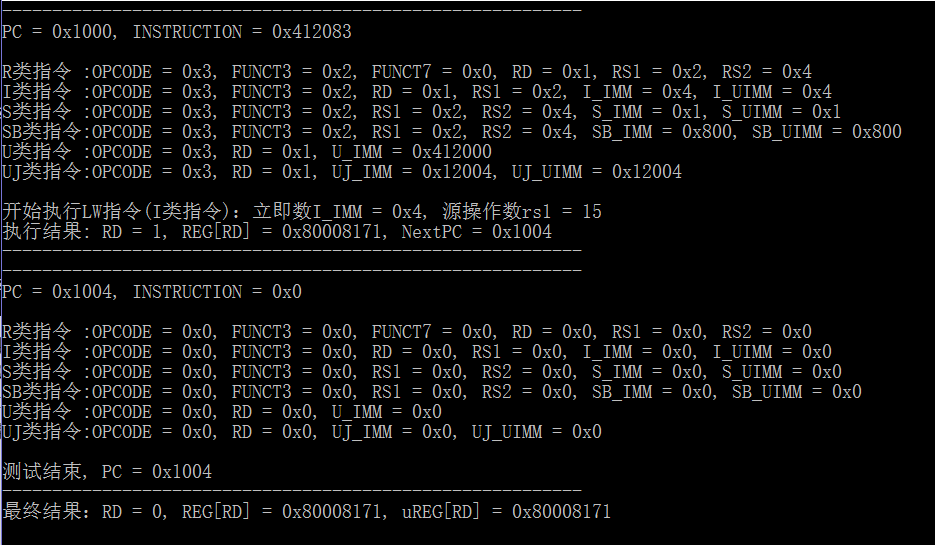 ----------------------------------------------------------
PC = 0x1000, INSTRUCTION = 0x412083
R类指令 :OPCODE = 0x3, FUNCT3 = 0x2, FUNCT7 = 0x0, RD = 0x1, RS1 = 0x2, RS2 = 0x4
I类指令 :OPCODE = 0x3, FUNCT3 = 0x2, RD = 0x1, RS1 = 0x2, I_IMM = 0x4, I_UIMM = 0x4
S类指令 :OPCODE = 0x3, FUNCT3 = 0x2, RS1 = 0x2, RS2 = 0x4, S_IMM = 0x1, S_UIMM = 0x1
SB类指令:OPCODE = 0x3, FUNCT3 = 0x2, RS1 = 0x2, RS2 = 0x4, SB_IMM = 0x800, SB_UIMM = 0x800
U类指令 :OPCODE = 0x3, RD = 0x1, U_IMM = 0x412000
UJ类指令:OPCODE = 0x3, RD = 0x1, UJ_IMM = 0x12004, UJ_UIMM = 0x12004
开始执行LW指令(I类指令): 立即数I_IMM = 0x4, 源操作数rs1 = 15
执行结果: RD = 1, REG[RD] = 0x80008171, NextPC = 0x1004
----------------------------------------------------------
----------------------------------------------------------
PC = 0x1004, INSTRUCTION = 0x0
R类指令 :OPCODE = 0x0, FUNCT3 = 0x0, FUNCT7 = 0x0, RD = 0x0, RS1 = 0x0, RS2 = 0x0
I类指令 :OPCODE = 0x0, FUNCT3 = 0x0, RD = 0x0, RS1 = 0x0, I_IMM = 0x0, I_UIMM = 0x0
S类指令 :OPCODE = 0x0, FUNCT3 = 0x0, RS1 = 0x0, RS2 = 0x0, S_IMM = 0x0, S_UIMM = 0x0
SB类指令:OPCODE = 0x0, FUNCT3 = 0x0, RS1 = 0x0, RS2 = 0x0, SB_IMM = 0x0, SB_UIMM = 0x0
U类指令 :OPCODE = 0x0, RD = 0x0, U_IMM = 0x0
UJ类指令:OPCODE = 0x0, RD = 0x0, UJ_IMM = 0x0, UJ_UIMM = 0x0
测试结束, PC = 0x1004
----------------------------------------------------------
最终结果: RD = 0, REG[RD] = 0x80008171, uREG[RD] = 0x80008171